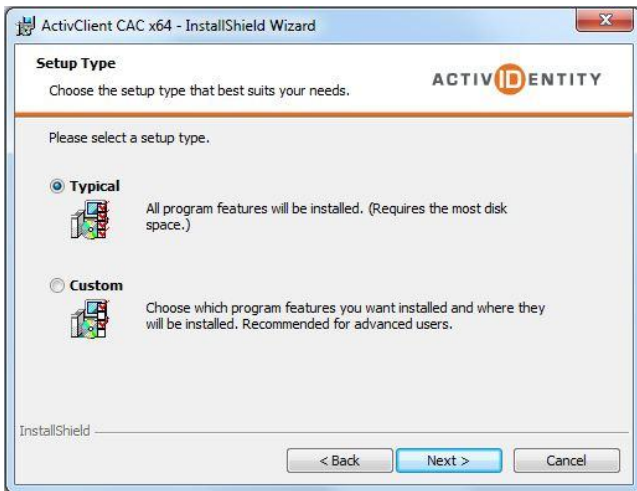 ActivClient CAC x64 - InstallShield Wizard
Setup Type
Choose the setup type that best suits your needs.
ACTIVIDENTITY
Please select a setup type.
Typical
All program features will be installed. (Requires the most disk
space.)
Custom
Choose which program features you want installed and where they
will be installed. Recommended for advanced users.
InstallShield
< Back Next > Cancel